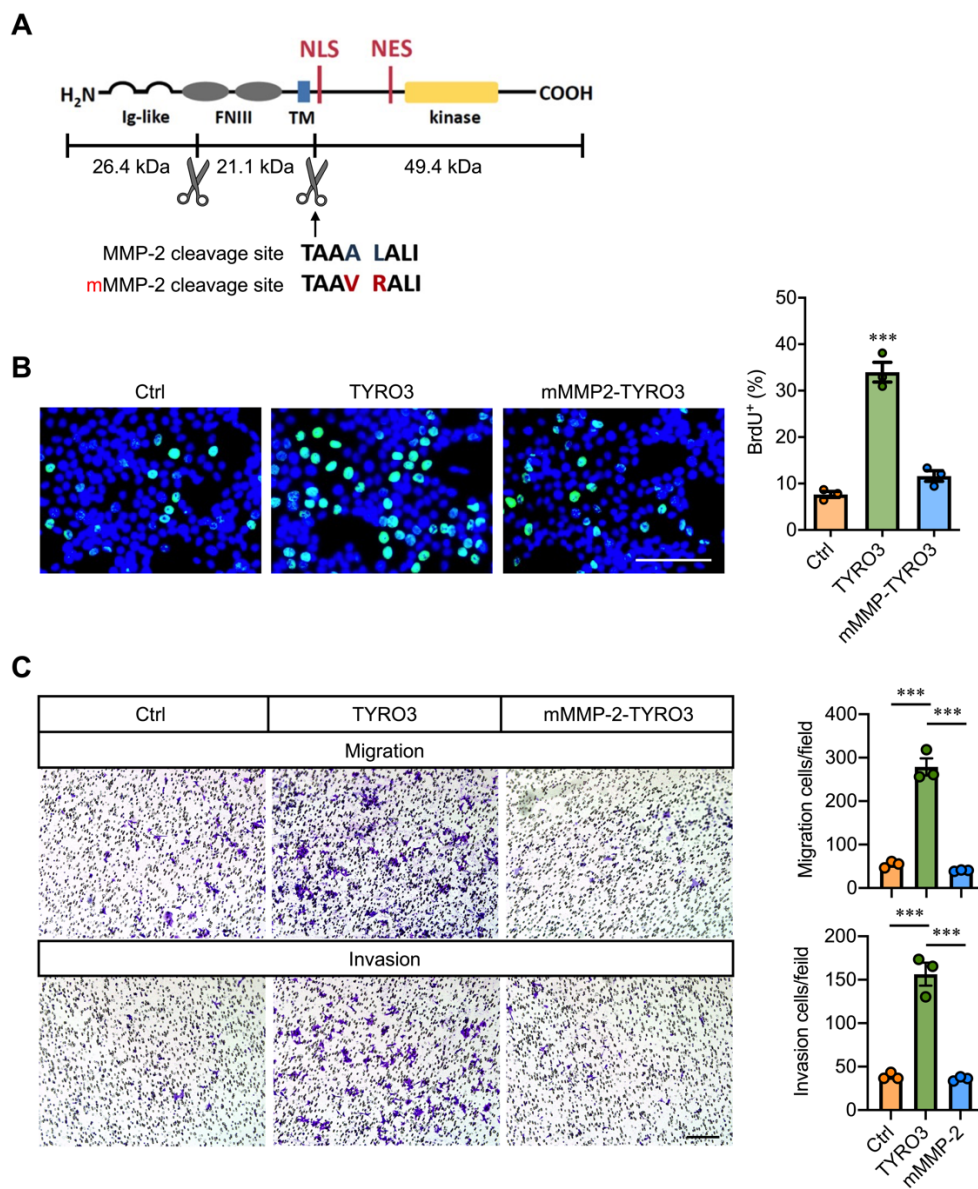 A
NLS NES
H2N COOH
Ig-like FNIII TM kinase
26.4 kDa 21.1 kDa 49.4 kDa
MMP-2 cleavage site TAAA LALI
mMMP-2 cleavage site TAAV RALI
B
Ctrl TYRO3 mMMP2-TYRO3
BrdU+ (%)
50
40
30
20
10
0
***
Ctrl
TYRO3
mMMP-TYRO3
C
Ctrl TYRO3 mMMP-2-TYRO3
Migration
Invasion
Migration cells/field
400
300
200
100
0
*** ***
Invasion cells/feild
200
150
100
50
0
*** ***
Ctrl
TYRO3
mMMP-2